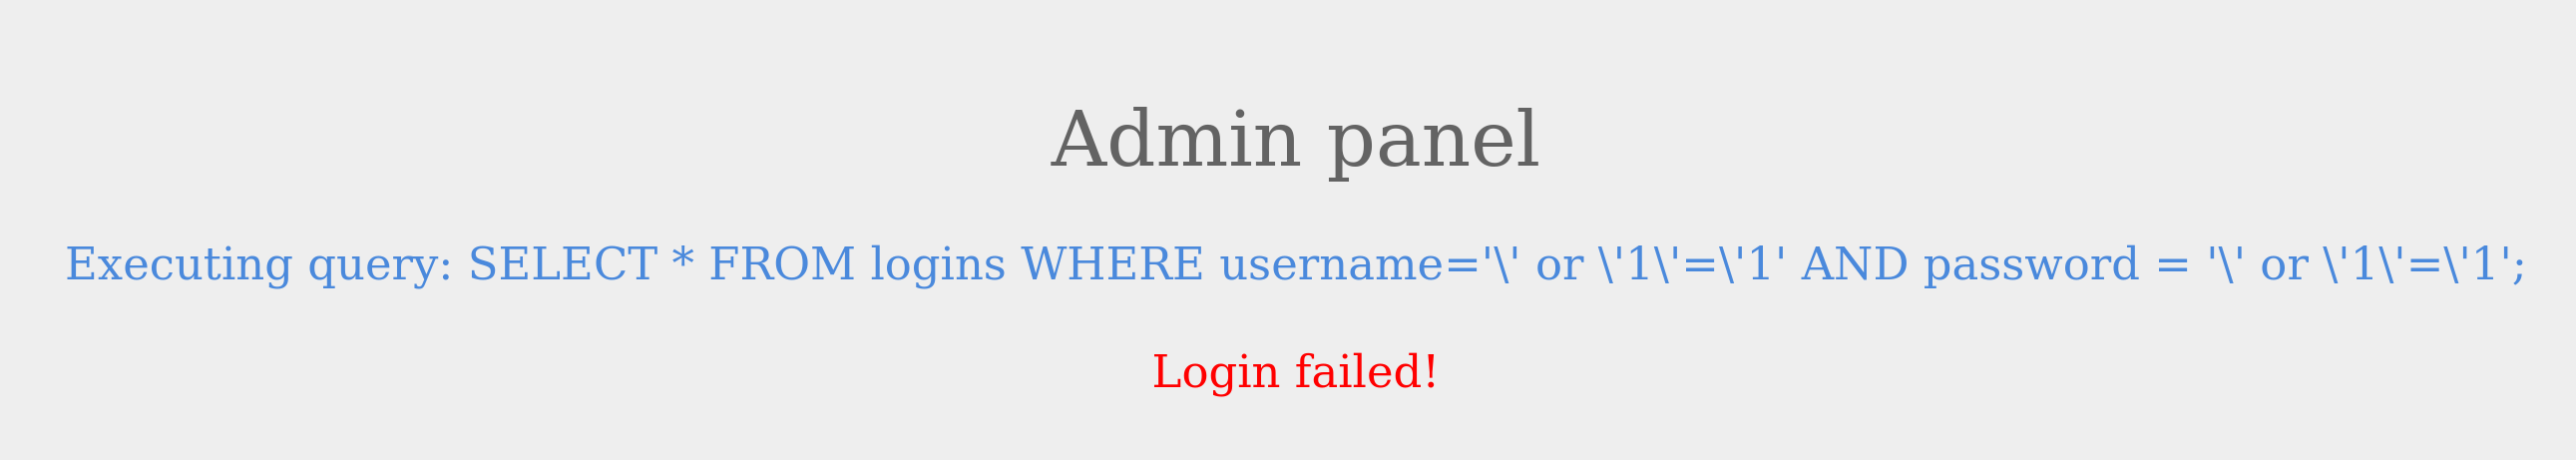 Admin panel
Executing query: SELECT * FROM logins WHERE username='\' or \'1\'=\'1' AND password = '\' or \'1\'=\'1';
Login failed!